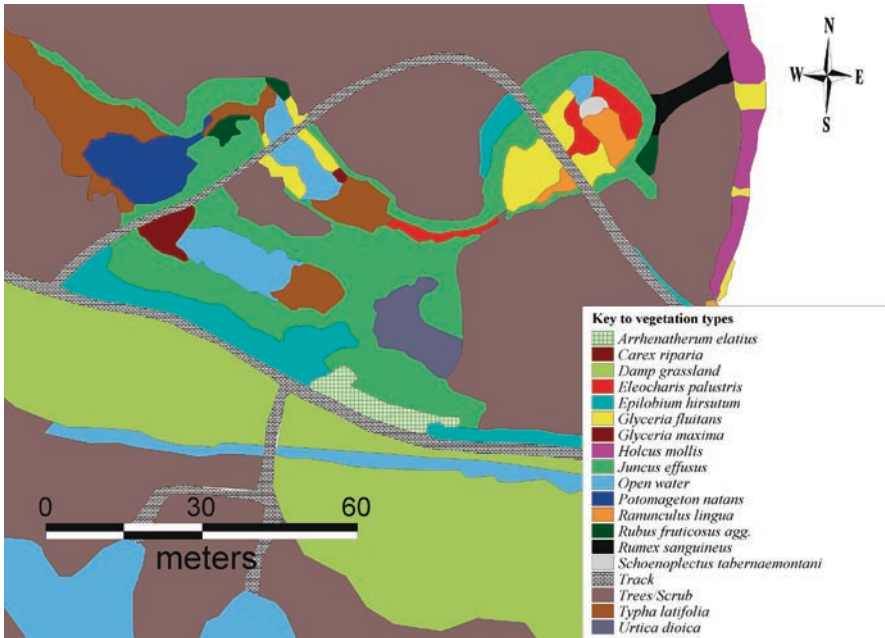 N
W E
S
Key to vegetation types
Arrhenatherum elatius
Carex riparia
Damp grassland
Eleocharis palustris
Epilobium hirsutum
Glyceria fluitans
Glyceria maxima
Holcus mollis
Juncus effusus
Open water
Potomageton natans
Ranunculus lingua
Rubus fruticosus agg.
Rumex sanguineus
Schoenoplectus tabernaemontani
Track
Trees/Scrub
Typha latifolia
Urtica dioica
0 30 60
meters